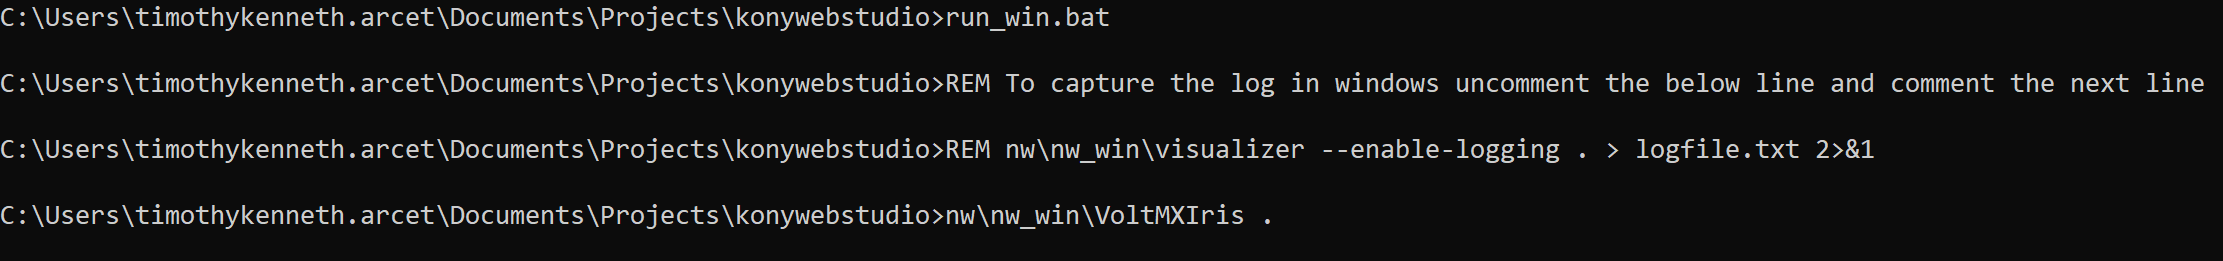 C:\Users\timothykenneth.arcet\Documents\Projects\konywebstudio>run_win.bat
C:\Users\timothykenneth.arcet\Documents\Projects\konywebstudio>REM To capture the log in windows uncomment the below line and comment the next line
C:\Users\timothykenneth.arcet\Documents\Projects\konywebstudio>REM nw\nw_win\visualizer --enable-logging . > logfile.txt 2>&1
C:\Users\timothykenneth.arcet\Documents\Projects\konywebstudio>nw\nw_win\VoltMXIris .